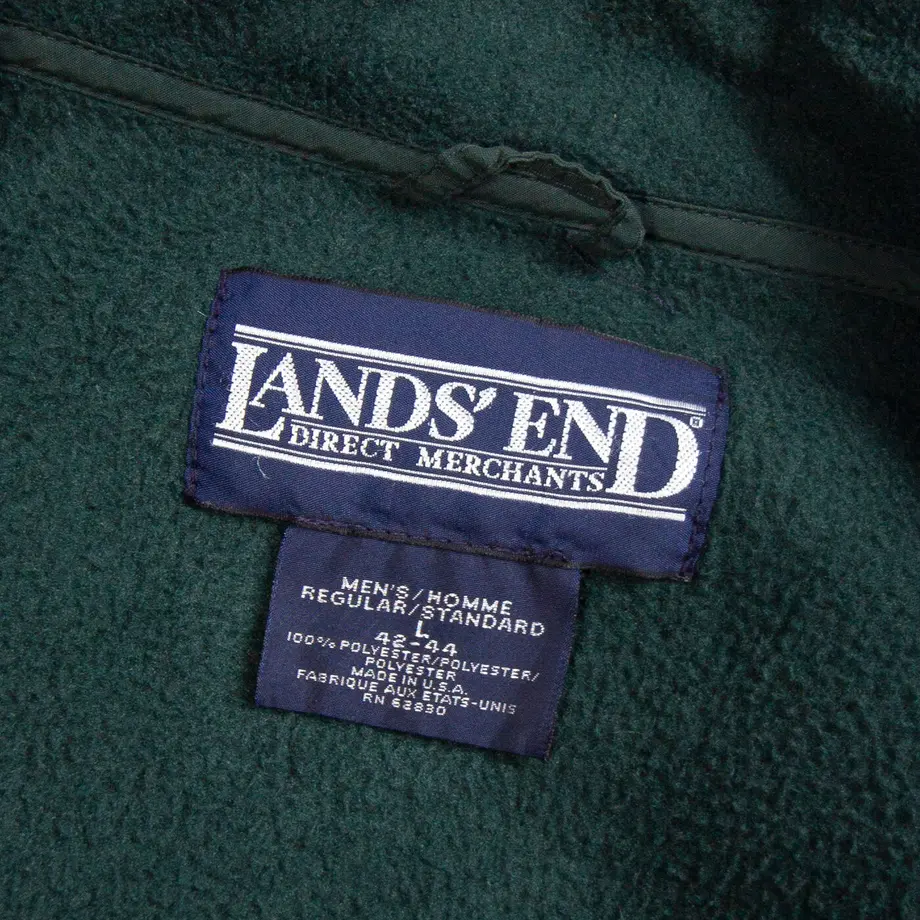 LANDS' END®
DIRECT MERCHANTS
MEN'S/HOMME
REGULAR/STANDARD
L
42-44
100% POLYESTER/POLYESTER/
POLYESTER
MADE IN U.S.A.
FABRIQUE AUX ETATS-UNIS
RN 62830